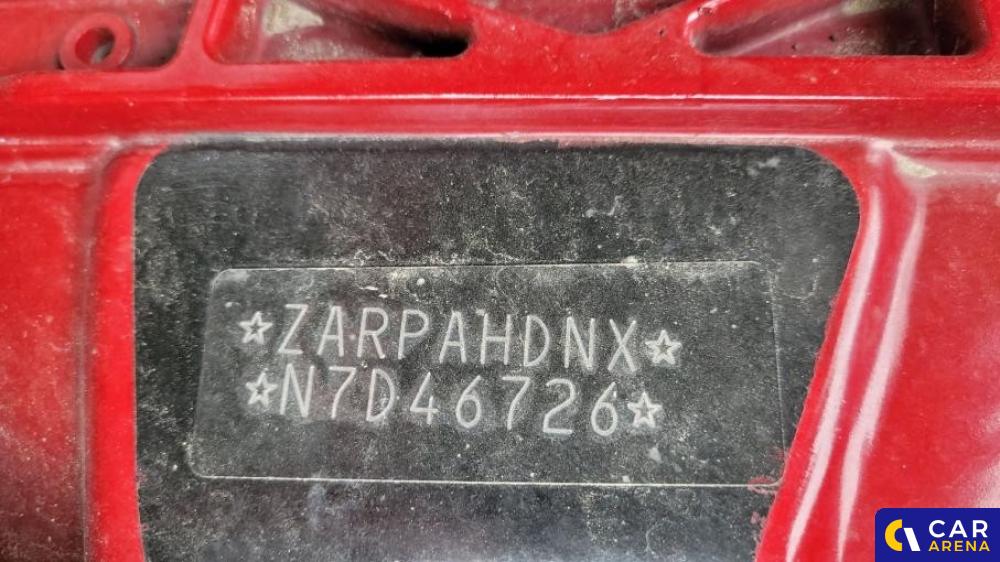 ☆ZARPAHDNX☆
☆N7D46726☆
CAR
ARENA